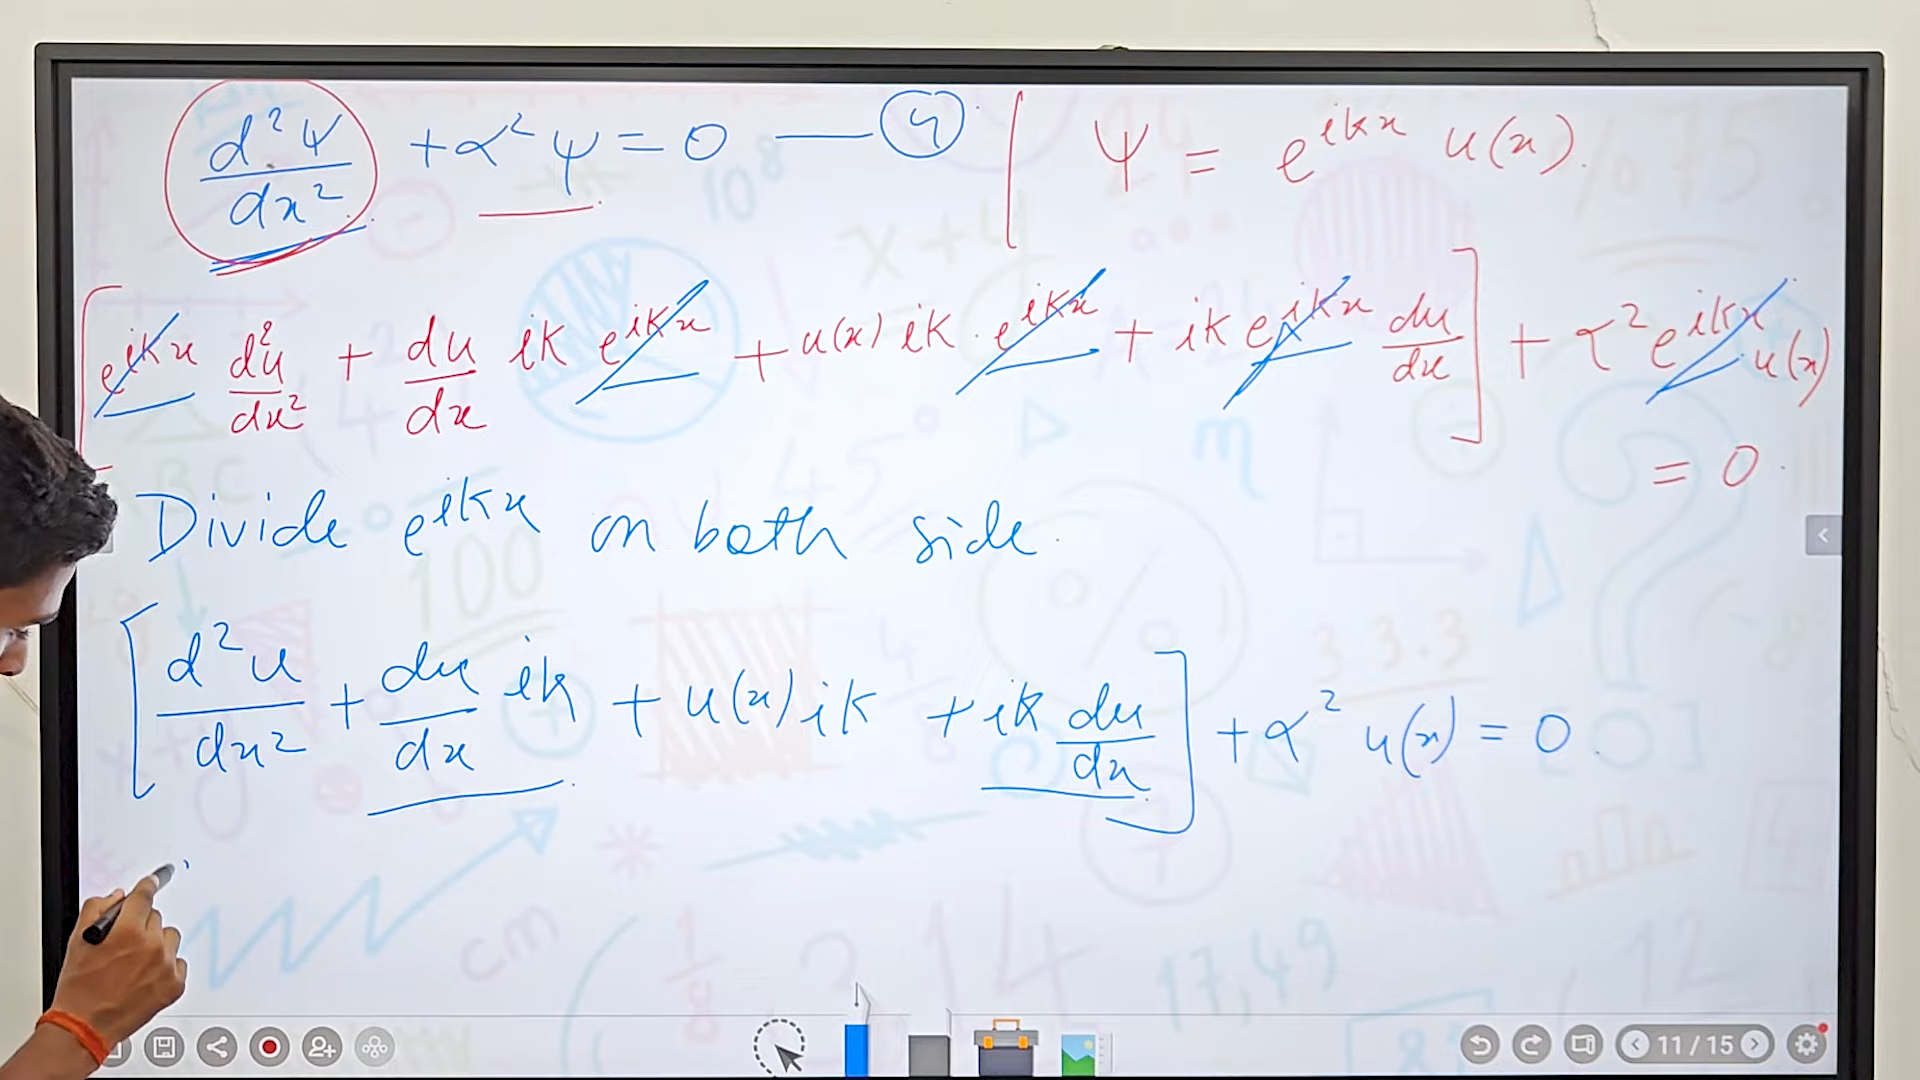 d²ψ/dx² + α²ψ = 0 — 4 [ ψ = e^{ikx} u(x).
[e^{ikx} d²u/dx² + du/dx ik e^{ikx} + u(x) ik · e^{ikx} + ik e^{ikx} du/dx] + α² e^{ikx} u(x)
= 0
Divide e^{ikx} on both side
[d²u/dx² + du/dx ik + u(x) ik + ik du/dx] + α² u(x) = 0
11 / 15